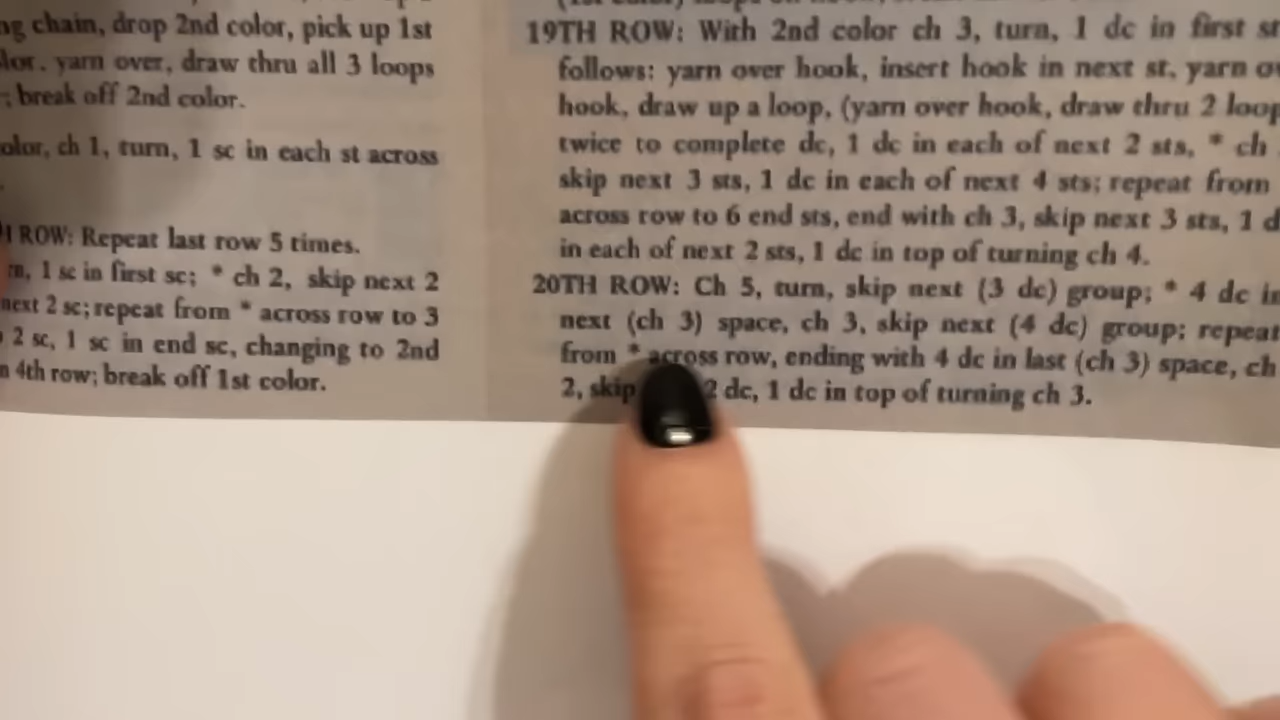 ng chain, drop 2nd color, pick up 1st
lor, yarn over, draw thru all 3 loops
; break off 2nd color.
olor, ch 1, turn, 1 sc in each st across
ROW: Repeat last row 5 times.
rn, 1 sc in first sc; * ch 2, skip next 2
next 2 sc; repeat from * across row to 3
2 sc, 1 sc in end sc, changing to 2nd
n 4th row; break off 1st color.
19TH ROW: With 2nd color ch 3, turn, 1 dc in first st
follows: yarn over hook, insert hook in next st, yarn ov
hook, draw up a loop, (yarn over hook, draw thru 2 loop
twice to complete dc, 1 dc in each of next 2 sts, * ch
skip next 3 sts, 1 dc in each of next 4 sts; repeat from
across row to 6 end sts, end with ch 3, skip next 3 sts, 1 d
in each of next 2 sts, 1 dc in top of turning ch 4.
20TH ROW: Ch 5, turn, skip next (3 dc) group; * 4 dc in
next (ch 3) space, ch 3, skip next (4 dc) group; repeat
from * across row, ending with 4 dc in last (ch 3) space, ch
2, skip 2 dc, 1 dc in top of turning ch 3.